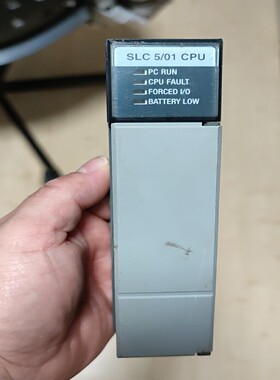 SLC 5/01 CPU
PC RUN
CPU FAULT
FORCED I/O
BATTERY LOW